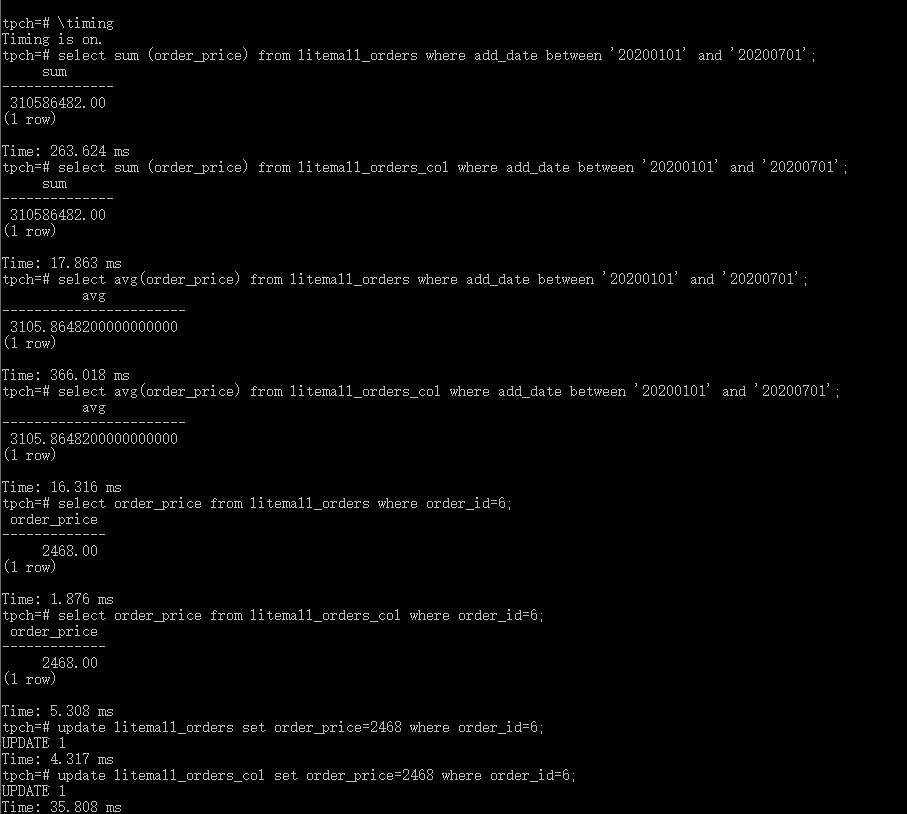 tpch=# \timing
Timing is on.
tpch=# select sum (order_price) from litemall_orders where add_date between '20200101' and '20200701';
     sum
--------------
 310586482.00
(1 row)

Time: 263.624 ms
tpch=# select sum (order_price) from litemall_orders_col where add_date between '20200101' and '20200701';
     sum
--------------
 310586482.00
(1 row)

Time: 17.863 ms
tpch=# select avg(order_price) from litemall_orders where add_date between '20200101' and '20200701';
          avg
-----------------------
 3105.8648200000000000
(1 row)

Time: 366.018 ms
tpch=# select avg(order_price) from litemall_orders_col where add_date between '20200101' and '20200701';
          avg
-----------------------
 3105.8648200000000000
(1 row)

Time: 16.316 ms
tpch=# select order_price from litemall_orders where order_id=6;
 order_price
-------------
     2468.00
(1 row)

Time: 1.876 ms
tpch=# select order_price from litemall_orders_col where order_id=6;
 order_price
-------------
     2468.00
(1 row)

Time: 5.308 ms
tpch=# update litemall_orders set order_price=2468 where order_id=6;
UPDATE 1
Time: 4.317 ms
tpch=# update litemall_orders_col set order_price=2468 where order_id=6;
UPDATE 1
Time: 35.808 ms